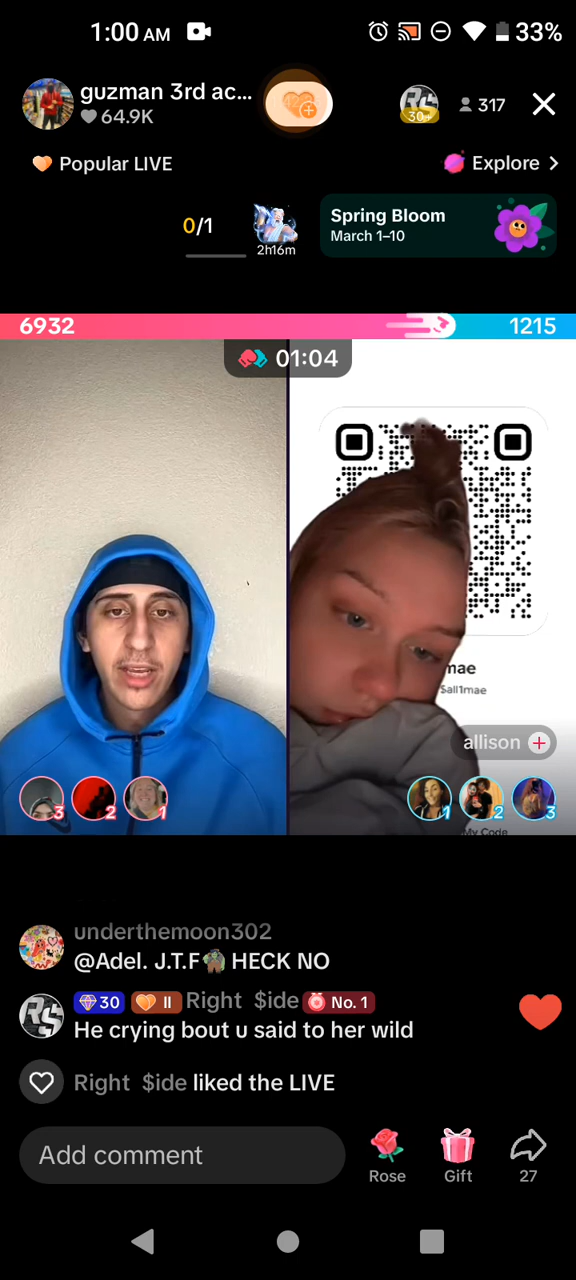 1:00 AM
33%
guzman 3rd ac...
64.9K
30+
317
Popular LIVE
Explore >
0/1
2h16m
Spring Bloom
March 1–10
6932
1215
01:04
mae
$all1mae
allison +
3
2
1
1
2
3
My Code
underthemoon302
@Adel. J.T.F HECK NO
30 II Right $ide No. 1
He crying bout u said to her wild
Right $ide liked the LIVE
Add comment
Rose
Gift
27